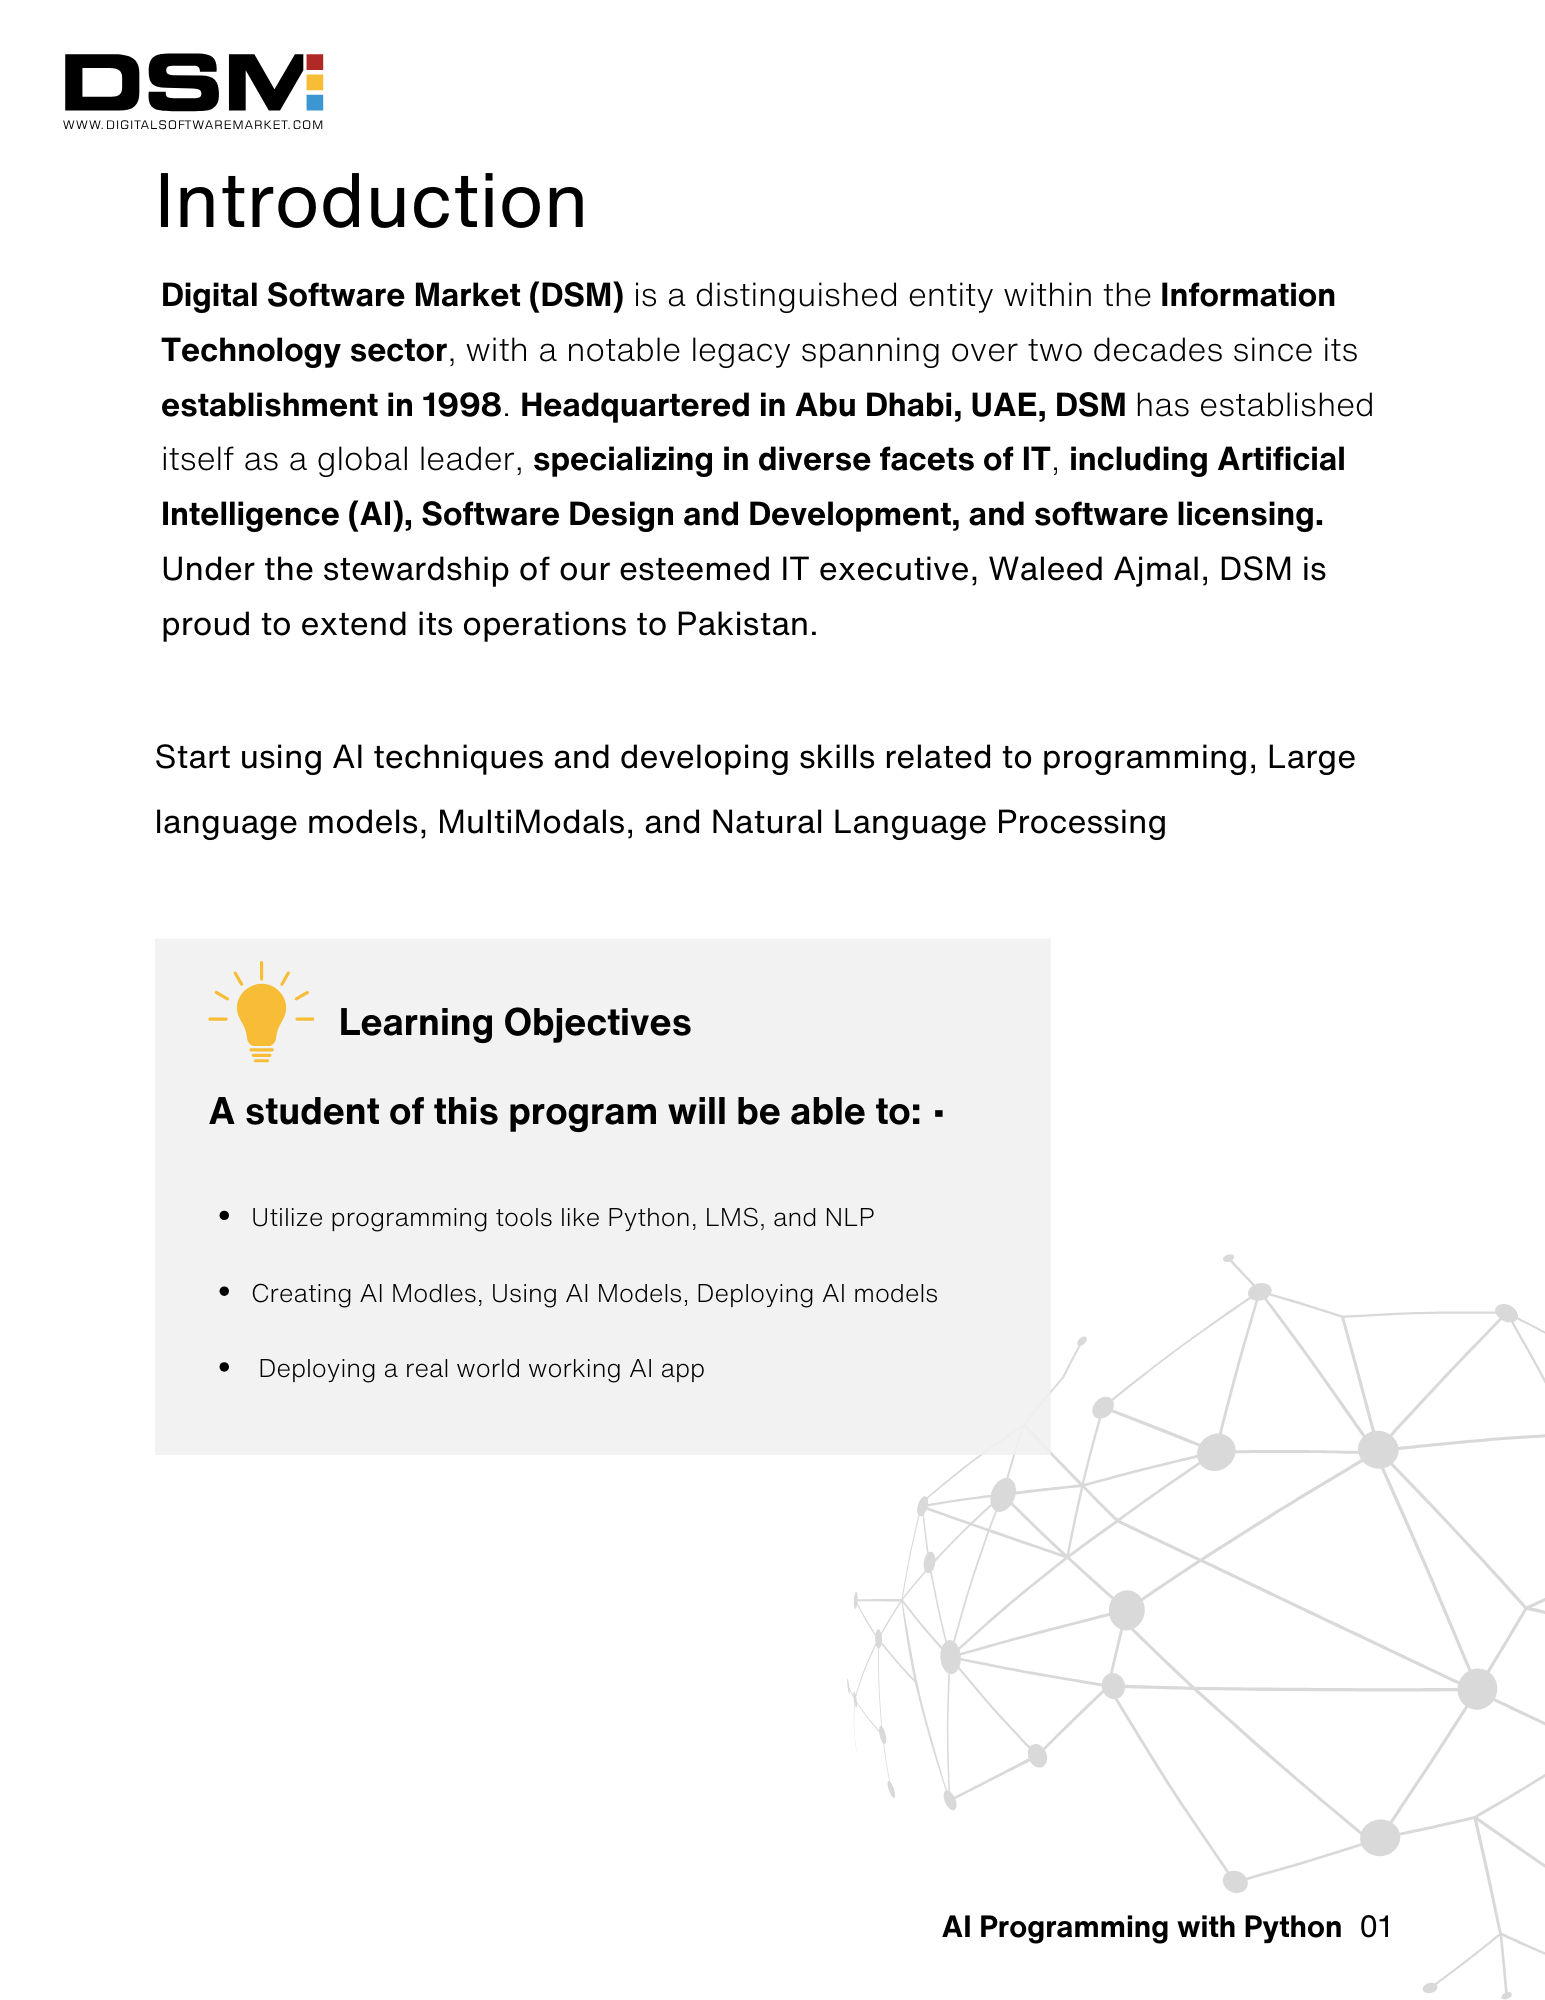 DSM
WWW.DIGITALSOFTWAREMARKET.COM
Introduction
Digital Software Market (DSM) is a distinguished entity within the Information
Technology sector, with a notable legacy spanning over two decades since its
establishment in 1998. Headquartered in Abu Dhabi, UAE, DSM has established
itself as a global leader, specializing in diverse facets of IT, including Artificial
Intelligence (AI), Software Design and Development, and software licensing.
Under the stewardship of our esteemed IT executive, Waleed Ajmal, DSM is
proud to extend its operations to Pakistan.
Start using AI techniques and developing skills related to programming, Large
language models, MultiModals, and Natural Language Processing
Learning Objectives
A student of this program will be able to: ▪
• Utilize programming tools like Python, LMS, and NLP
• Creating AI Modles, Using AI Models, Deploying AI models
• Deploying a real world working AI app
AI Programming with Python 01